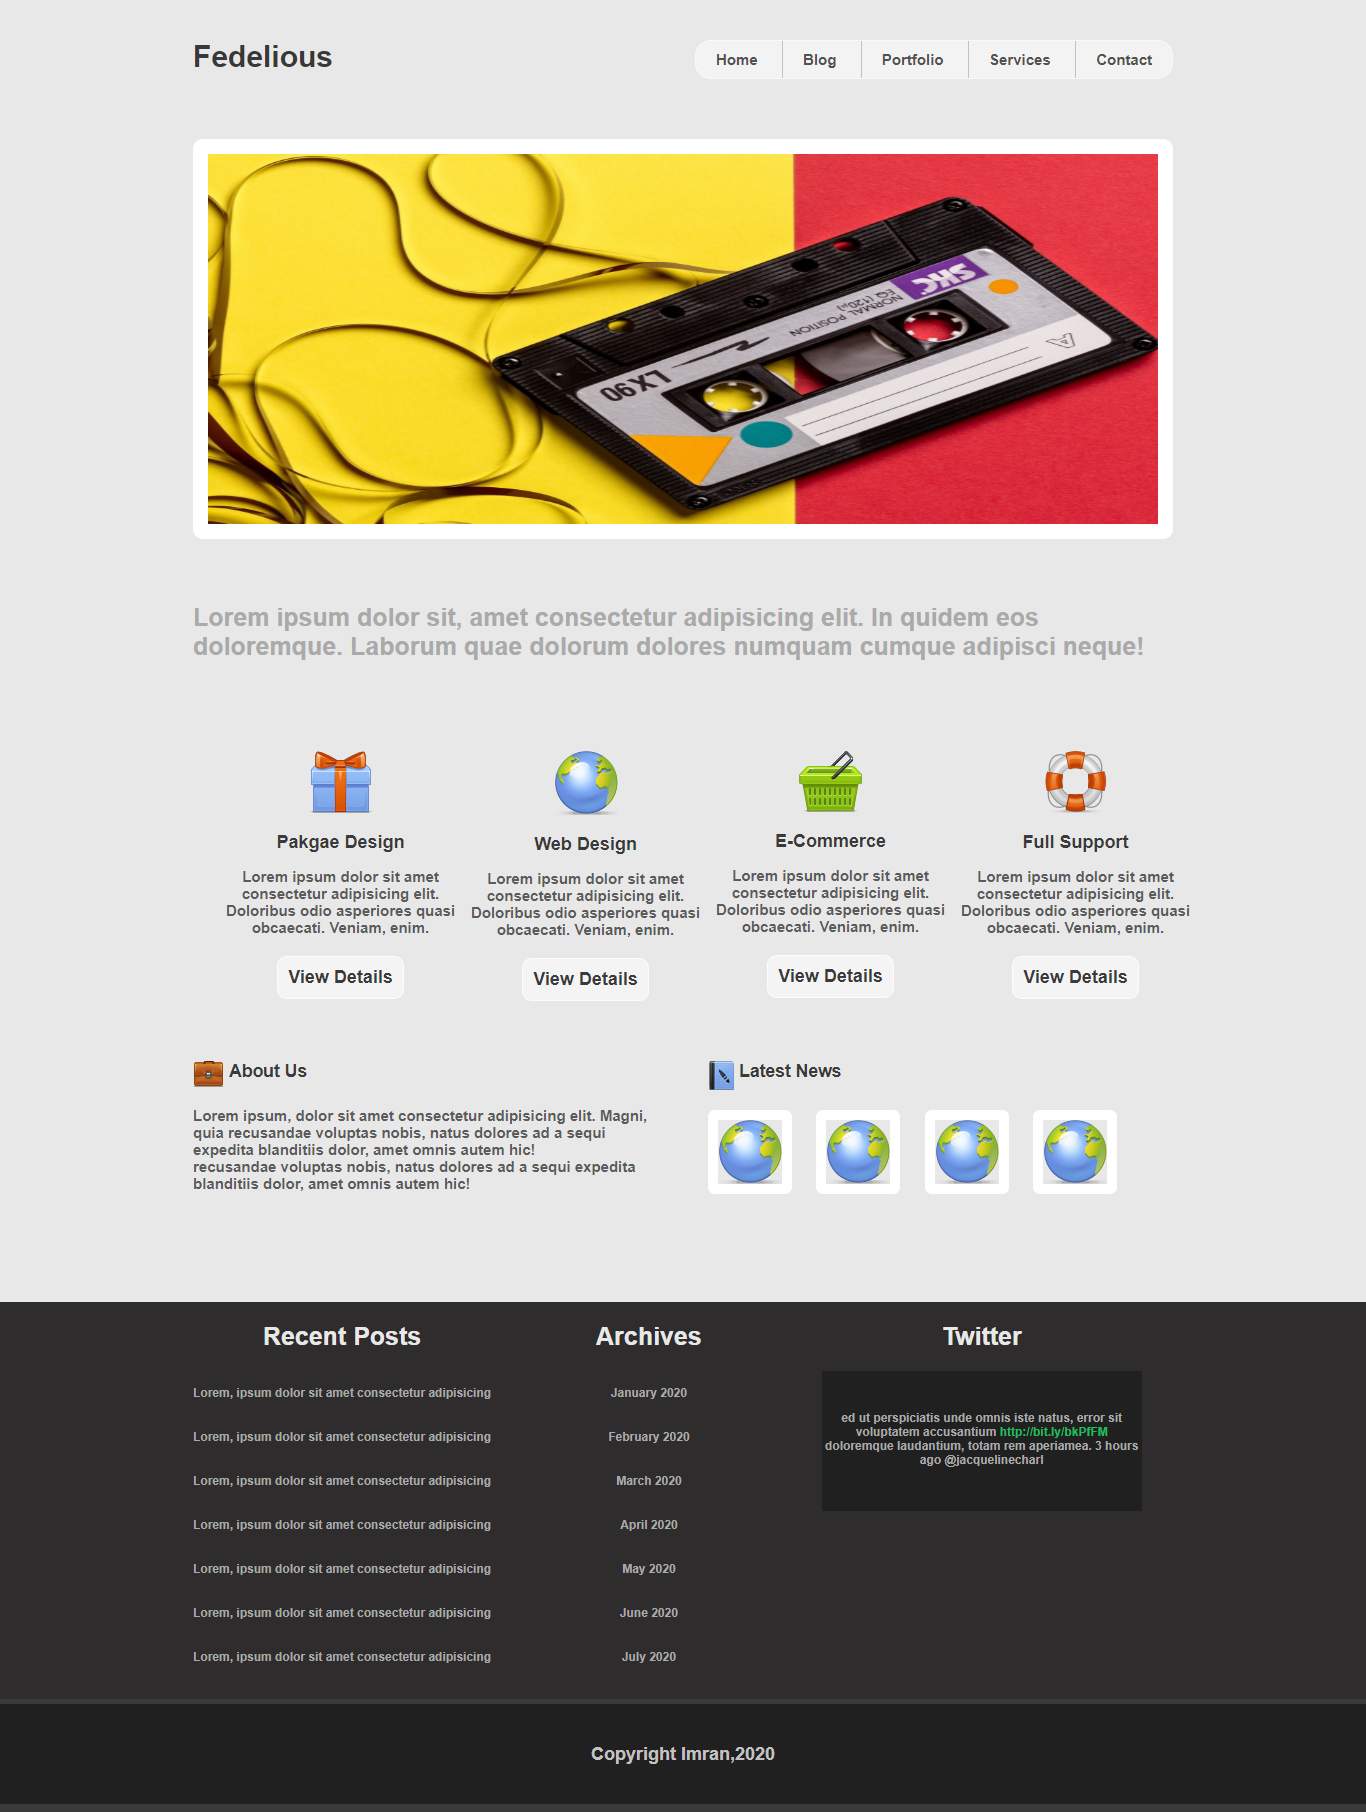 Fedelious
Home
Blog
Portfolio
Services
Contact
SKC
EQ (120µ)
NORMAL POSITION
A
LX90
Lorem ipsum dolor sit, amet consectetur adipisicing elit. In quidem eos
doloremque. Laborum quae dolorum dolores numquam cumque adipisci neque!
Pakgae Design
Lorem ipsum dolor sit amet
consectetur adipisicing elit.
Doloribus odio asperiores quasi
obcaecati. Veniam, enim.
View Details
Web Design
Lorem ipsum dolor sit amet
consectetur adipisicing elit.
Doloribus odio asperiores quasi
obcaecati. Veniam, enim.
View Details
E-Commerce
Lorem ipsum dolor sit amet
consectetur adipisicing elit.
Doloribus odio asperiores quasi
obcaecati. Veniam, enim.
View Details
Full Support
Lorem ipsum dolor sit amet
consectetur adipisicing elit.
Doloribus odio asperiores quasi
obcaecati. Veniam, enim.
View Details
About Us
Lorem ipsum, dolor sit amet consectetur adipisicing elit. Magni,
quia recusandae voluptas nobis, natus dolores ad a sequi
expedita blanditiis dolor, amet omnis autem hic!
recusandae voluptas nobis, natus dolores ad a sequi expedita
blanditiis dolor, amet omnis autem hic!
Latest News
Recent Posts
Lorem, ipsum dolor sit amet consectetur adipisicing
Lorem, ipsum dolor sit amet consectetur adipisicing
Lorem, ipsum dolor sit amet consectetur adipisicing
Lorem, ipsum dolor sit amet consectetur adipisicing
Lorem, ipsum dolor sit amet consectetur adipisicing
Lorem, ipsum dolor sit amet consectetur adipisicing
Lorem, ipsum dolor sit amet consectetur adipisicing
Archives
January 2020
February 2020
March 2020
April 2020
May 2020
June 2020
July 2020
Twitter
ed ut perspiciatis unde omnis iste natus, error sit
voluptatem accusantium http://bit.ly/bkPfFM
doloremque laudantium, totam rem aperiamea. 3 hours
ago @jacquelinecharl
Copyright Imran,2020